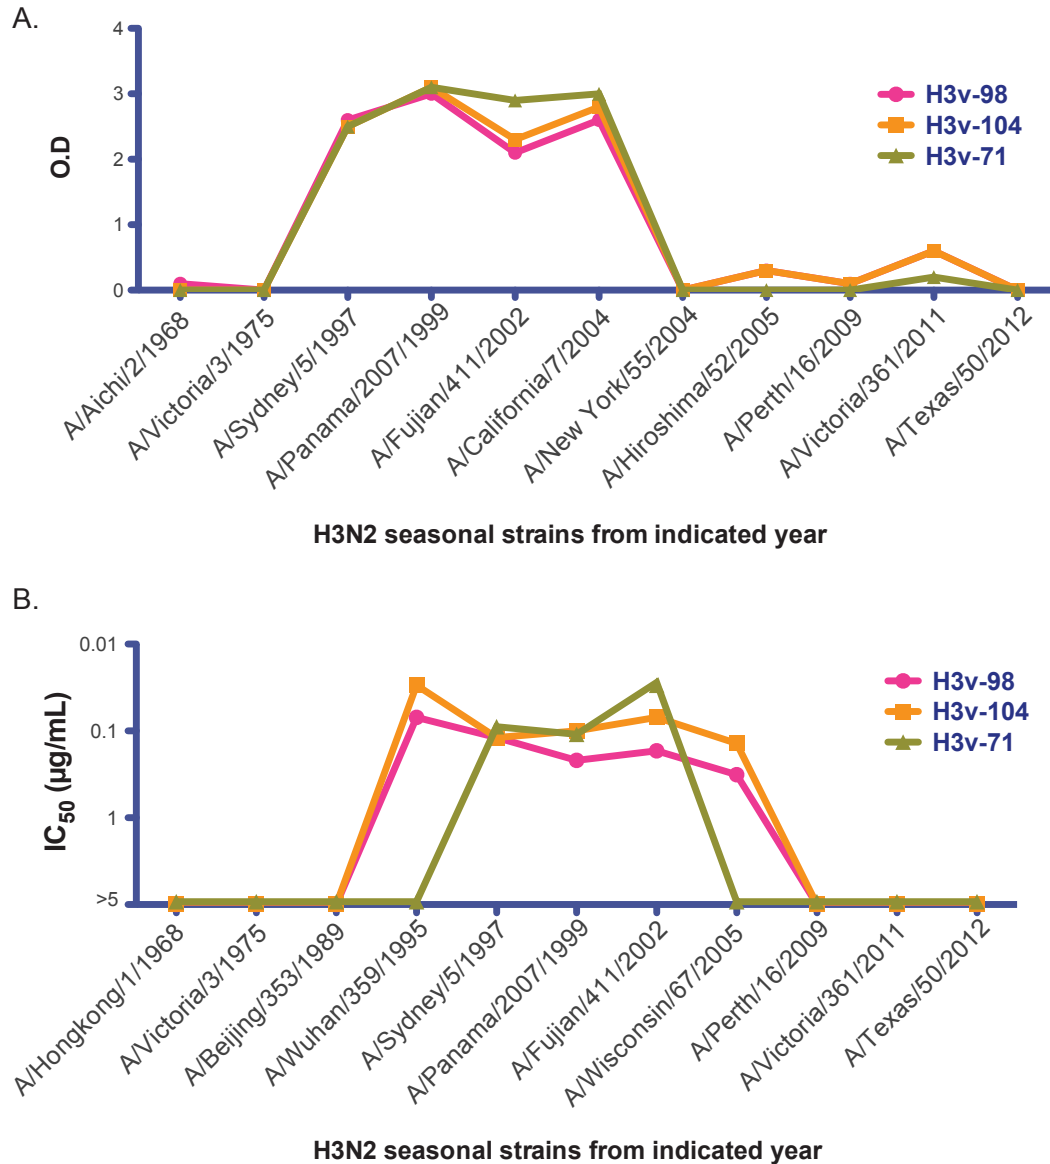 A.
O.D
4
3
2
1
0
H3v-98
H3v-104
H3v-71
A/Aichi/2/1968
A/Victoria/3/1975
A/Sydney/5/1997
A/Panama/2007/1999
A/Fujian/411/2002
A/California/7/2004
A/New York/55/2004
A/Hiroshima/52/2005
A/Perth/16/2009
A/Victoria/361/2011
A/Texas/50/2012
H3N2 seasonal strains from indicated year
B.
IC50 (μg/mL)
0.01
0.1
1
>5
H3v-98
H3v-104
H3v-71
A/Hongkong/1/1968
A/Victoria/3/1975
A/Beijing/353/1989
A/Wuhan/359/1995
A/Sydney/5/1997
A/Panama/2007/1999
A/Fujian/411/2002
A/Wisconsin/67/2005
A/Perth/16/2009
A/Victoria/361/2011
A/Texas/50/2012
H3N2 seasonal strains from indicated year